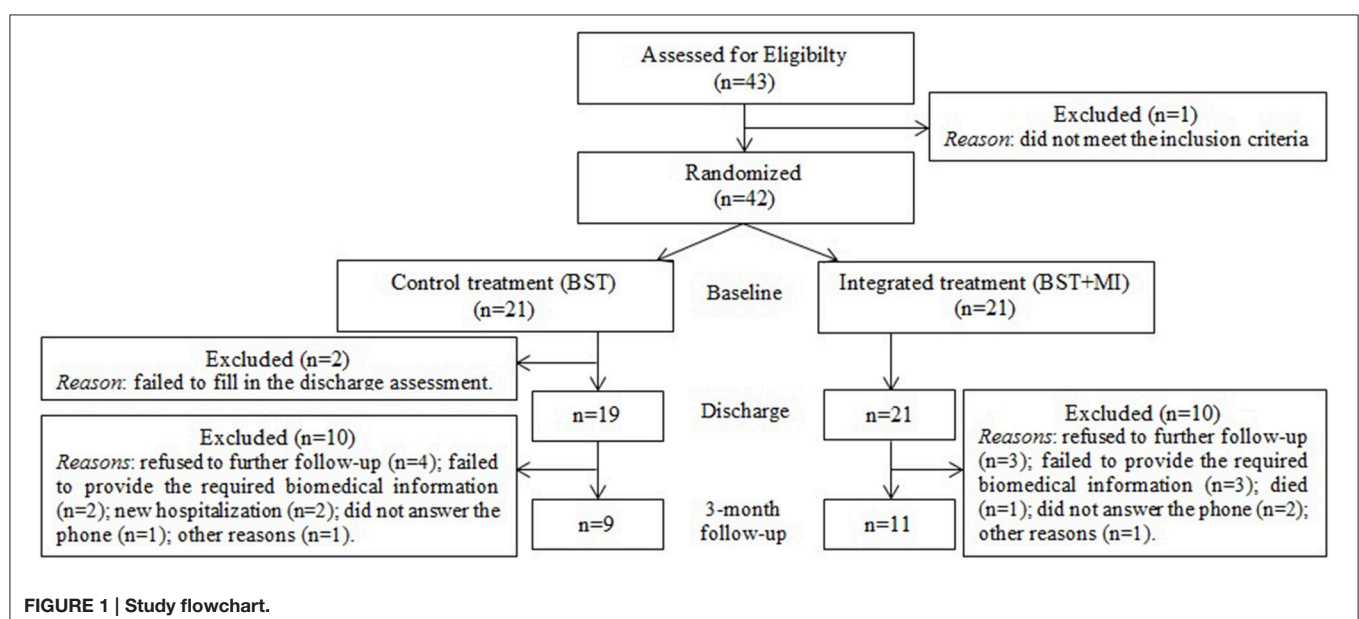 Assessed for Eligibilty
(n=43)
Excluded (n=1)
Reason: did not meet the inclusion criteria
Randomized
(n=42)
Control treatment (BST)
(n=21)
Baseline
Integrated treatment (BST+MI)
(n=21)
Excluded (n=2)
Reason: failed to fill in the discharge assessment.
n=19
Discharge
n=21
Excluded (n=10)
Reasons: refused to further follow-up (n=4); failed
to provide the required biomedical information
(n=2); new hospitalization (n=2); did not answer the
phone (n=1); other reasons (n=1).
Excluded (n=10)
Reasons: refused to further follow-up
(n=3); failed to provide the required
biomedical information (n=3); died
(n=1); did not answer the phone (n=2);
other reasons (n=1).
n=9
3-month
follow-up
n=11
FIGURE 1 | Study flowchart.